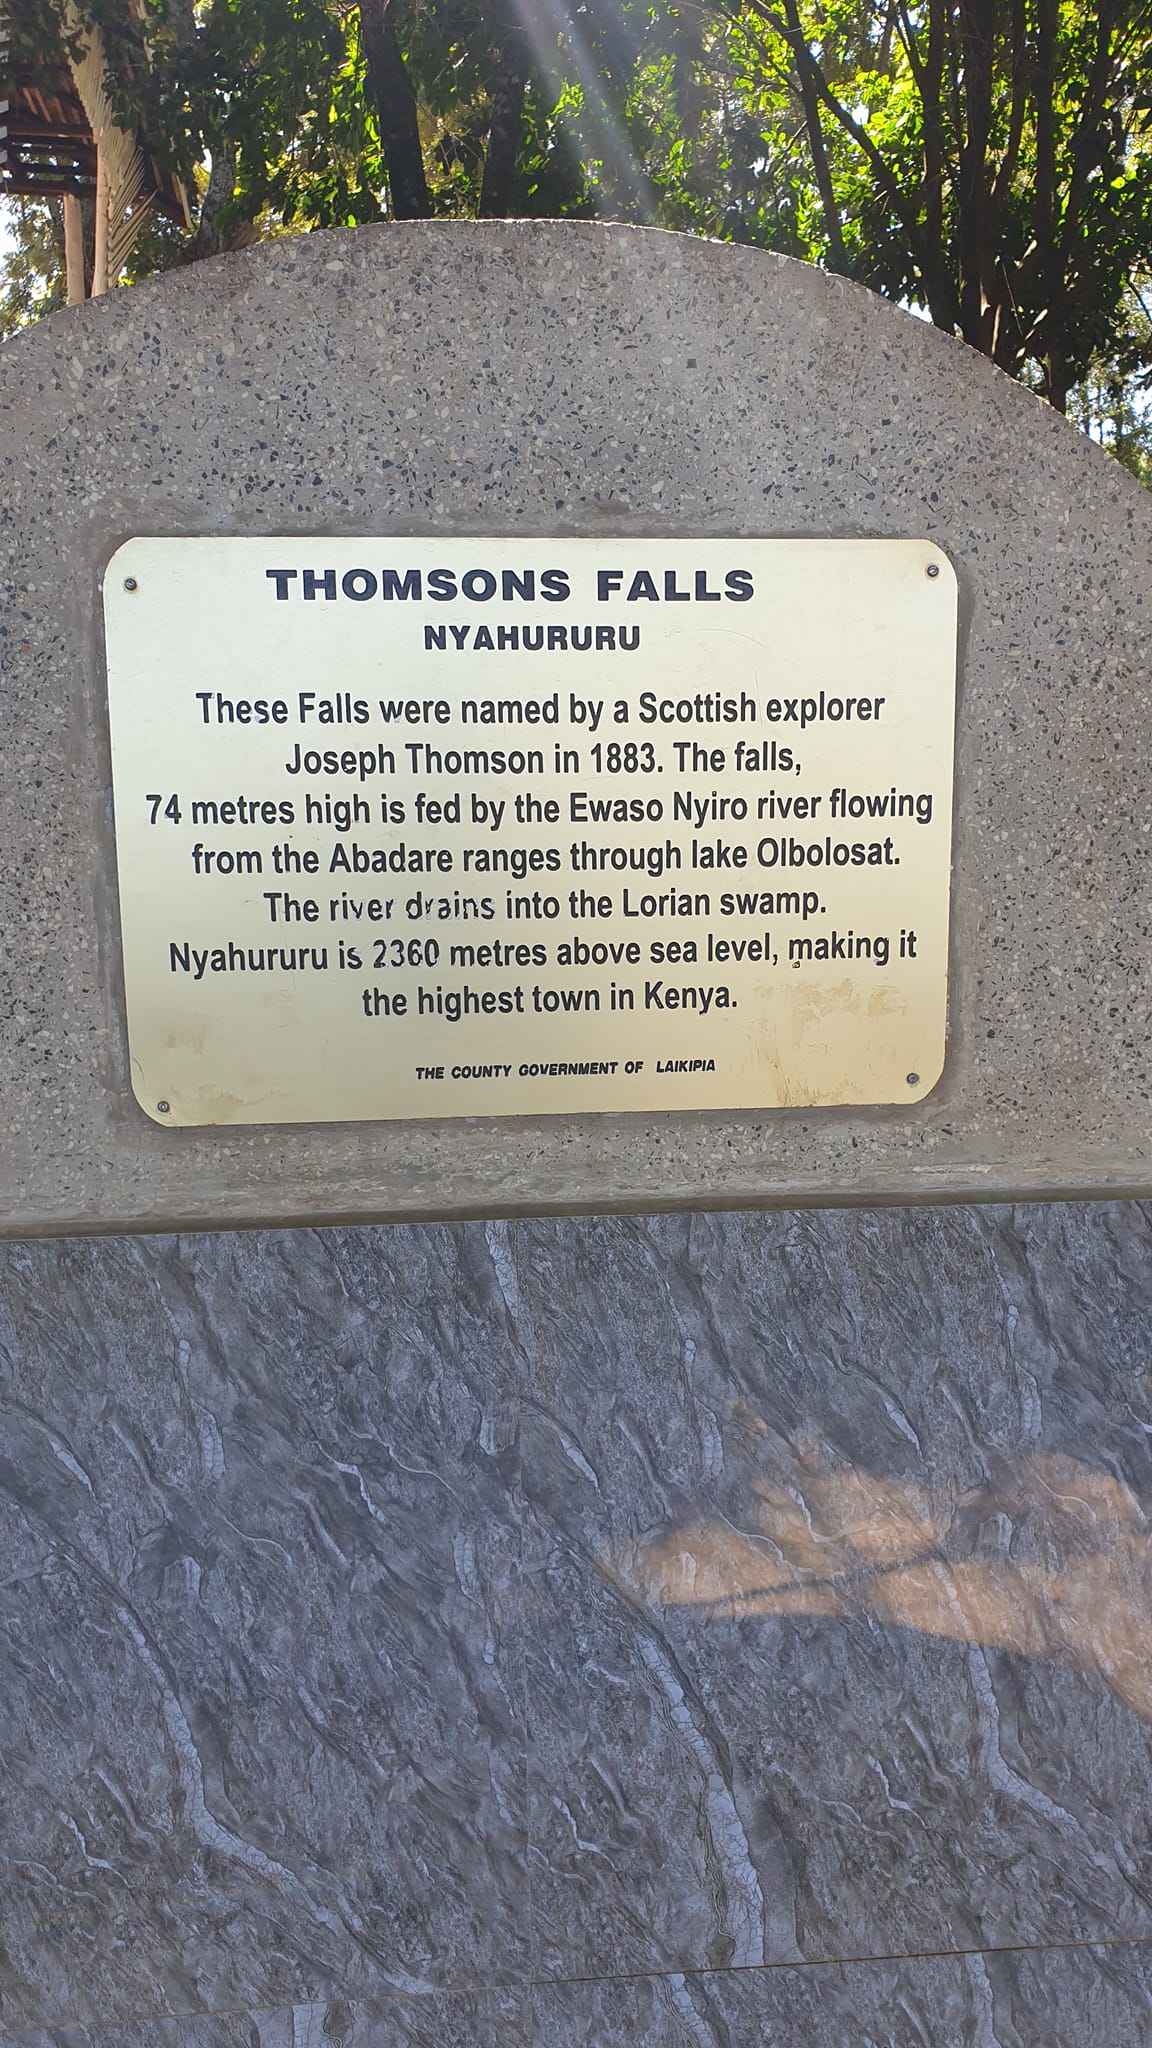 THOMSONS FALLS
NYAHURURU
These Falls were named by a Scottish explorer
Joseph Thomson in 1883. The falls,
74 metres high is fed by the Ewaso Nyiro river flowing
from the Abadare ranges through lake Olbolosat.
The river drains into the Lorian swamp.
Nyahururu is 2360 metres above sea level, making it
the highest town in Kenya.
THE COUNTY GOVERNMENT OF LAIKIPIA